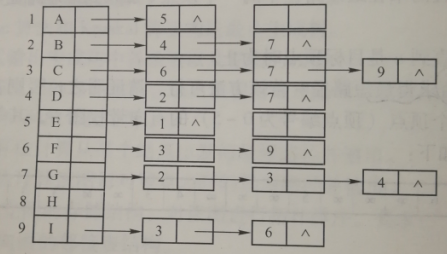 1 A 5 ∧
2 B 4 7 ∧
3 C 6 7 9 ∧
4 D 2 7 ∧
5 E 1 ∧
6 F 3 9 ∧
7 G 2 3 4 ∧
8 H
9 I 3 6 ∧